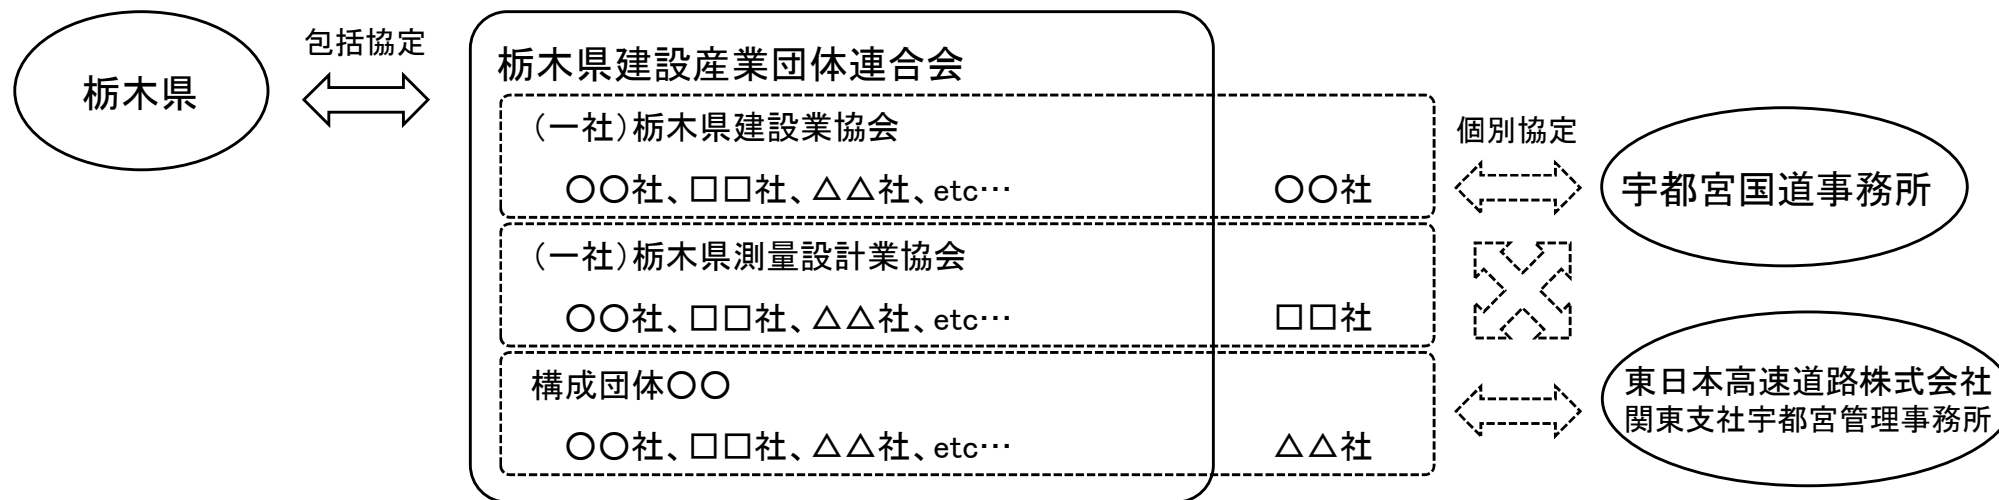 栃木県
包括協定
栃木県建設産業団体連合会
（一社）栃木県建設業協会
〇〇社、□□社、△△社、etc… 〇〇社
（一社）栃木県測量設計業協会
〇〇社、□□社、△△社、etc… □□社
構成団体〇〇
〇〇社、□□社、△△社、etc… △△社
個別協定
宇都宮国道事務所
東日本高速道路株式会社
関東支社宇都宮管理事務所